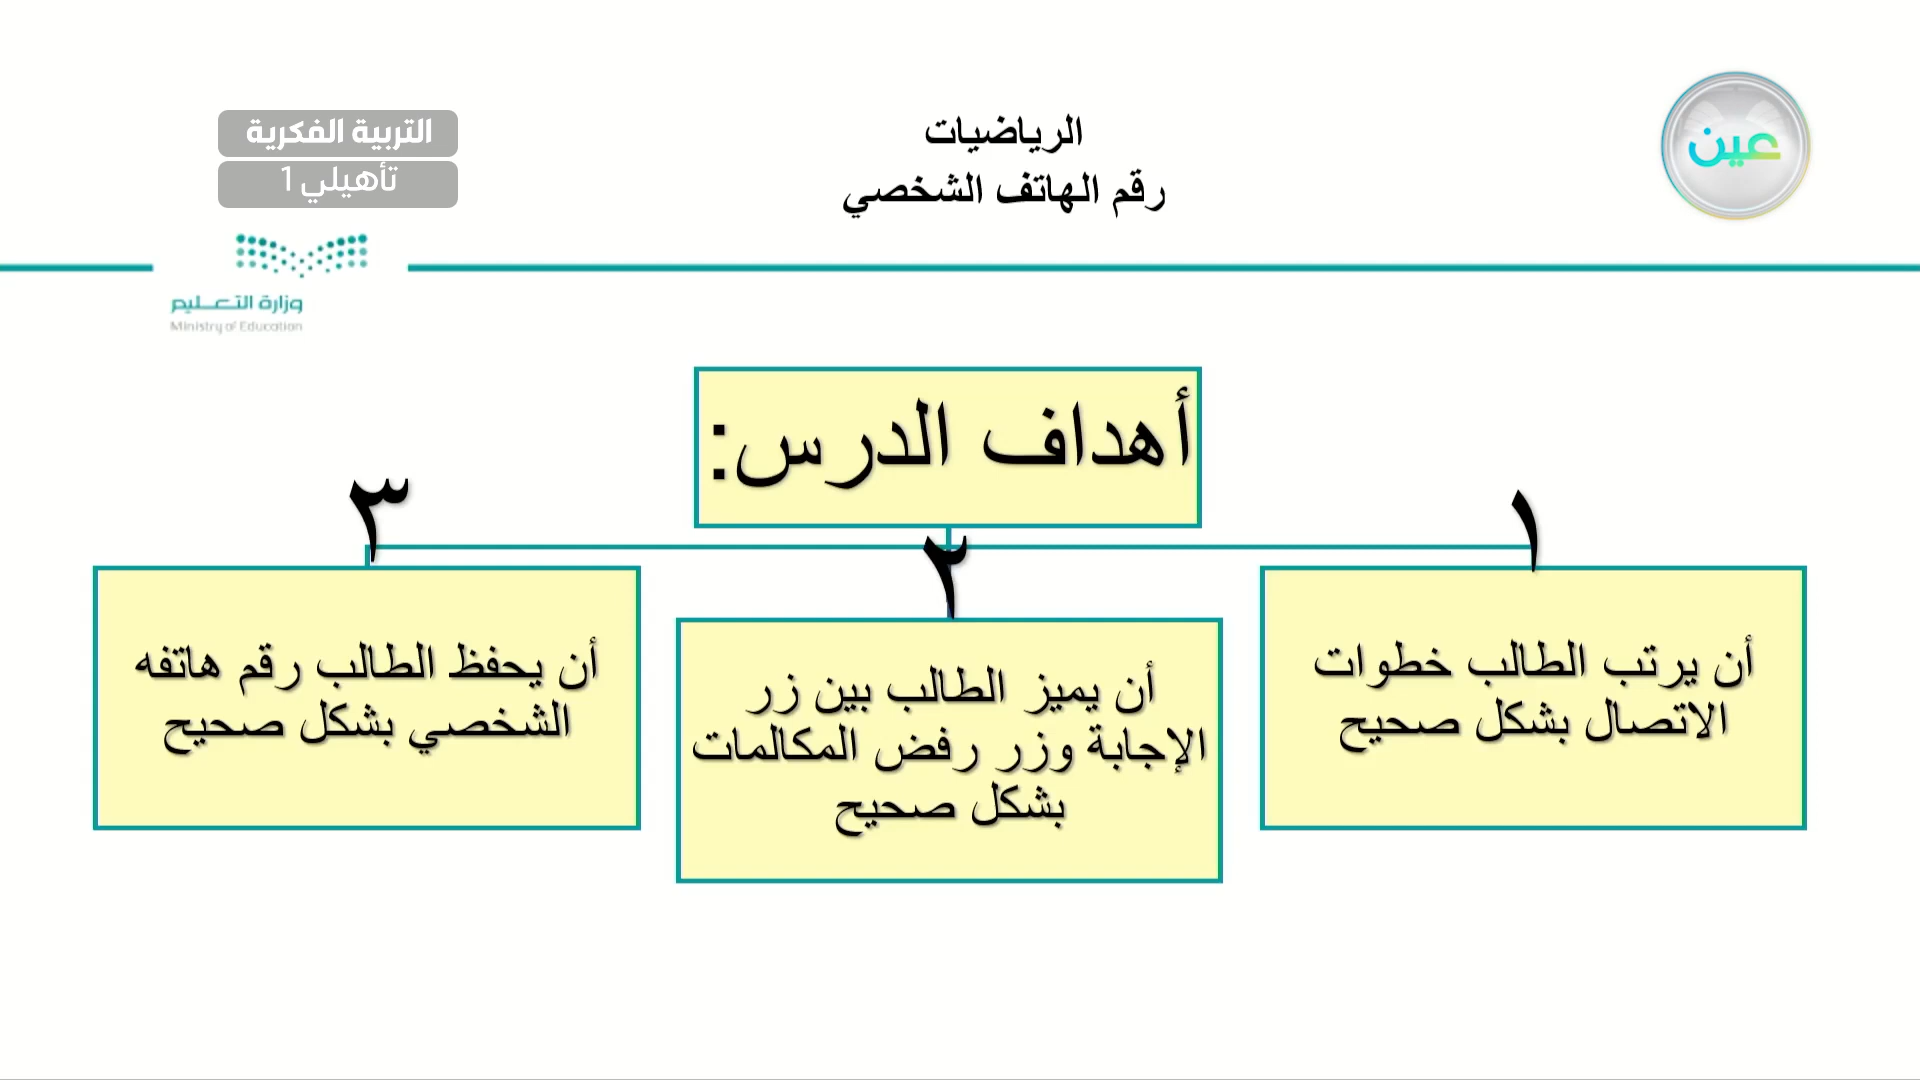 عين
الرياضيات
رقم الهاتف الشخصي
التربية الفكرية
تأهيلي 1
وزارة التعليم
Ministry of Education
أهداف الدرس:
١
أن يرتب الطالب خطوات
الاتصال بشكل صحيح
٢
أن يميز الطالب بين زر
الإجابة وزر رفض المكالمات
بشكل صحيح
٣
أن يحفظ الطالب رقم هاتفه
الشخصي بشكل صحيح